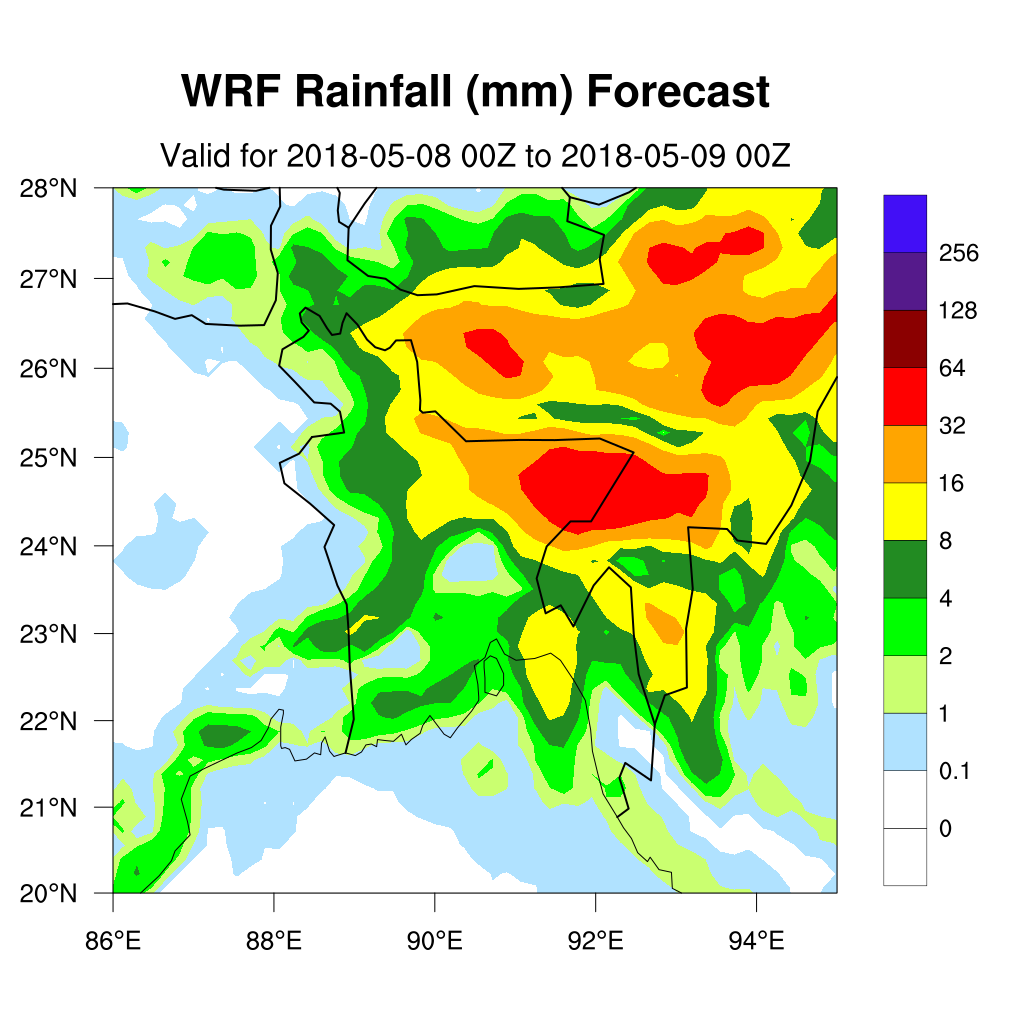 WRF Rainfall (mm) Forecast
Valid for 2018-05-08 00Z to 2018-05-09 00Z
28°N
27°N
26°N
25°N
24°N
23°N
22°N
21°N
20°N
86°E
88°E
90°E
92°E
94°E
256
128
64
32
16
8
4
2
1
0.1
0